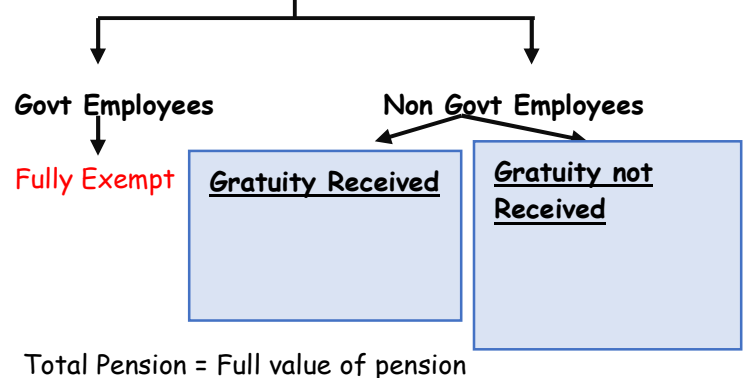 Govt Employees
Non Govt Employees
Fully Exempt
Gratuity Received
Gratuity not
Received
Total Pension = Full value of pension